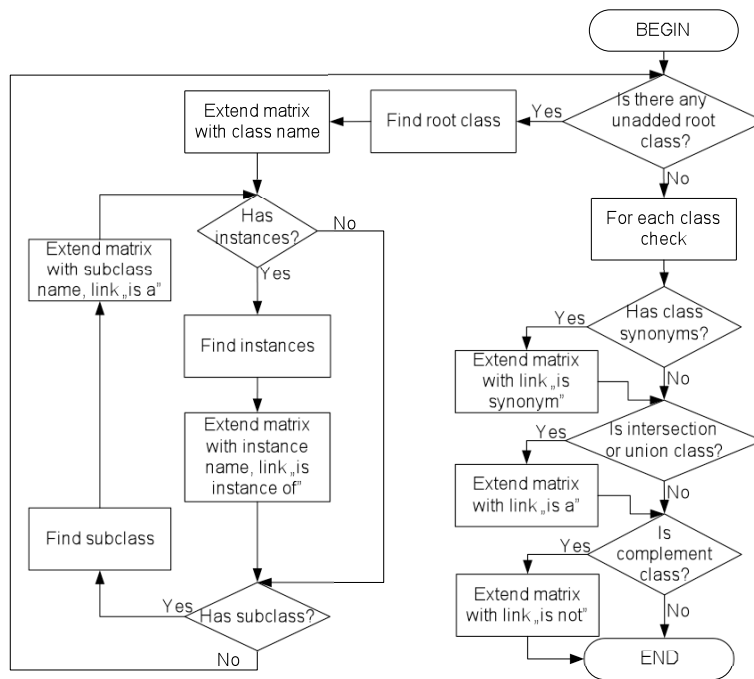 BEGIN
Is there any
unadded root
class?
Yes
No
Find root class
Extend matrix
with class name
Has
instances?
No
Yes
Find instances
Extend matrix
with instance
name, link „is
instance of”
Has subclass?
Yes
No
Find subclass
Extend matrix
with subclass
name, link „is a”
For each class
check
Has class
synonyms?
Yes
No
Extend matrix
with link „is
synonym”
Is intersection
or union class?
Yes
No
Extend matrix
with link „is a”
Is
complement
class?
Yes
No
Extend matrix
with link „is not”
END